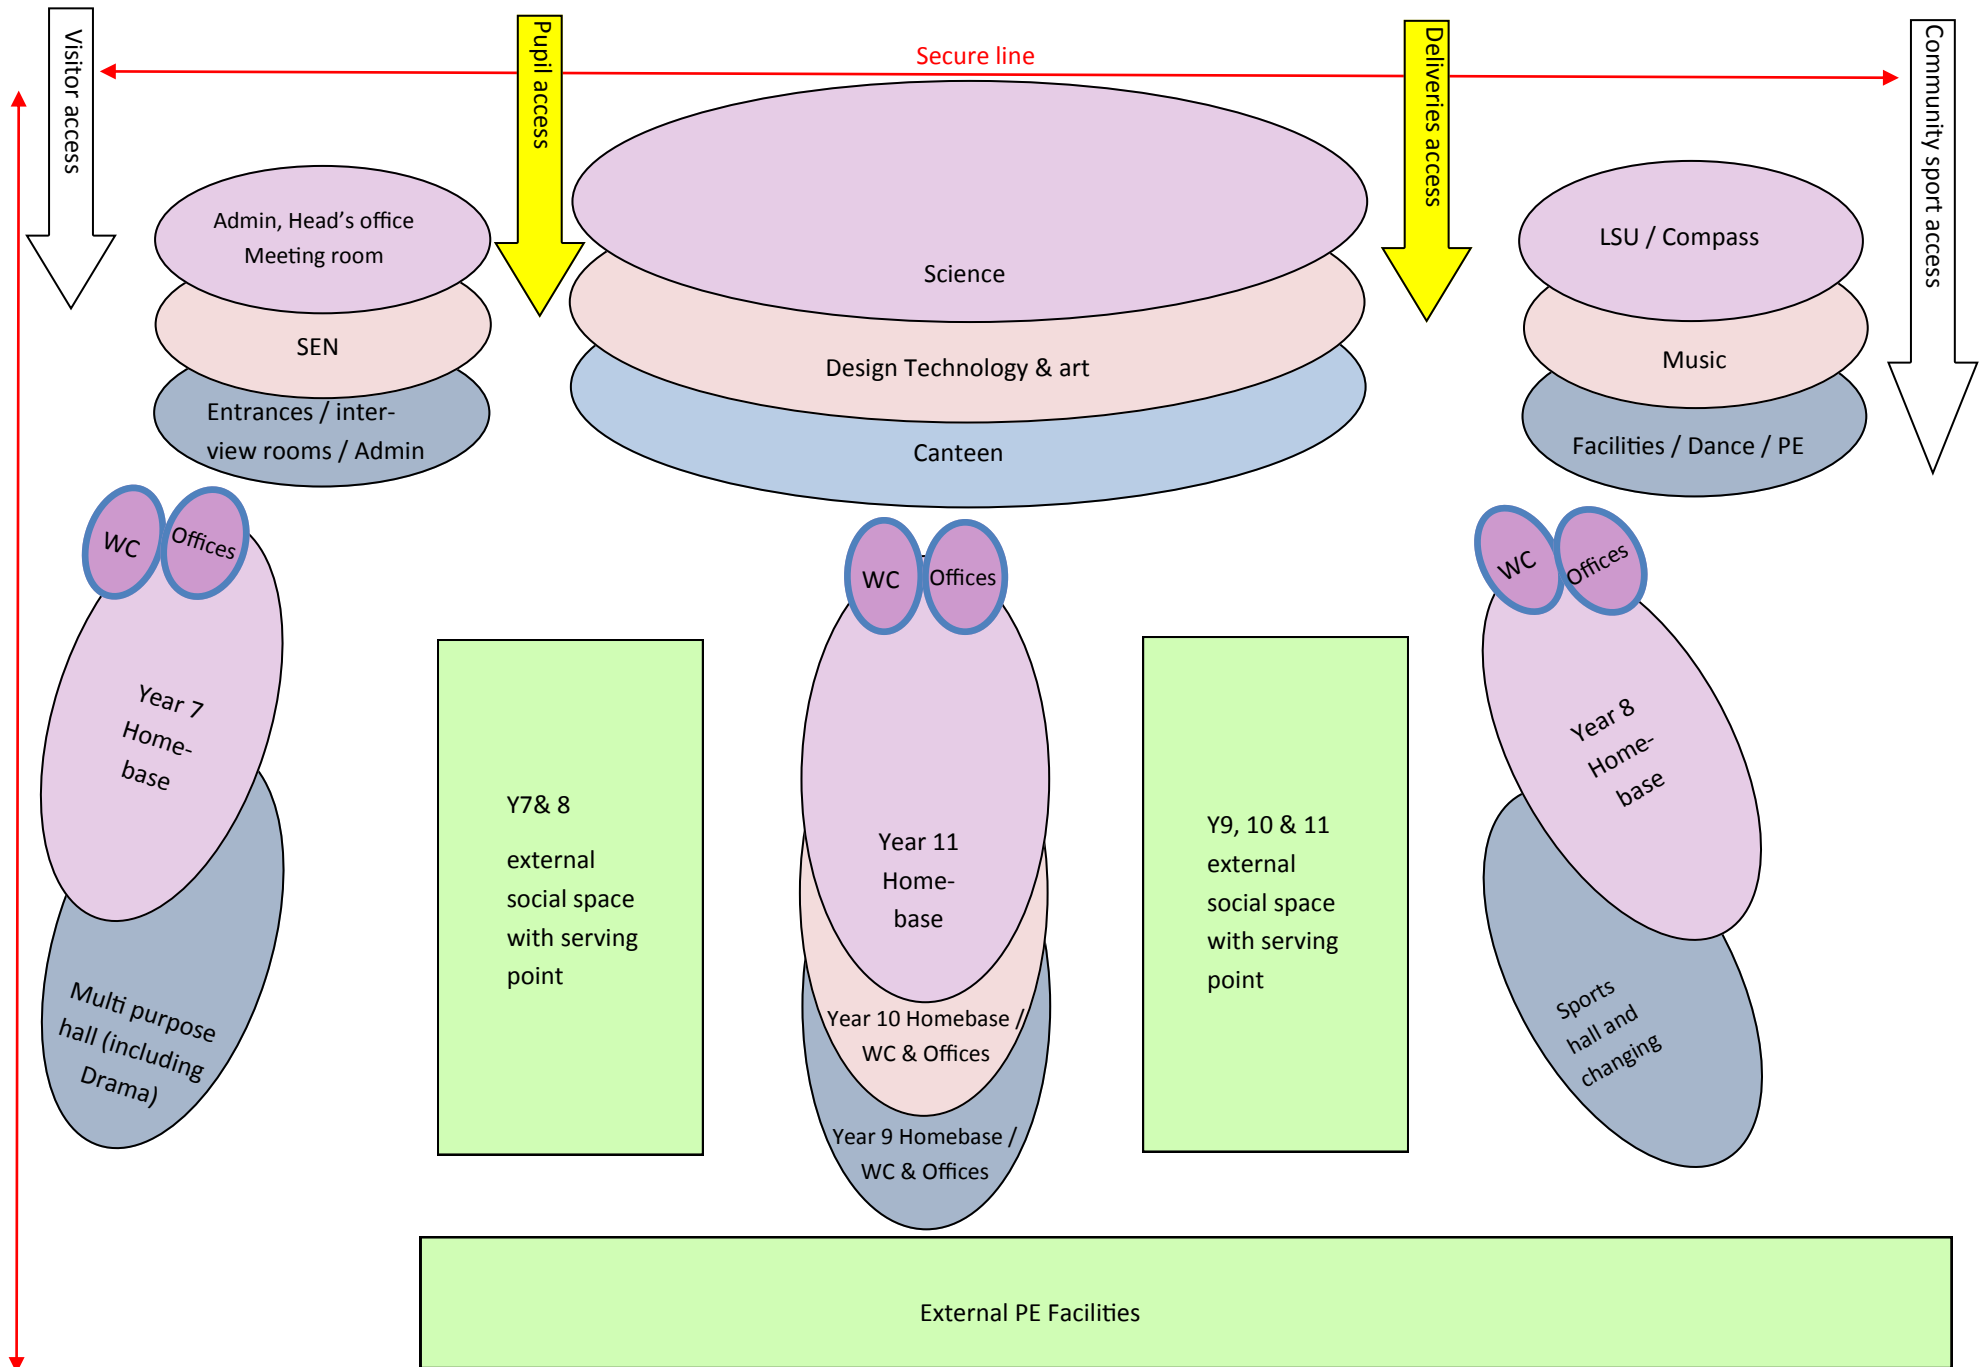 Visitor access
Pupil access
Secure line
Deliveries access
Community sport access
Admin, Head’s office
Meeting room
SEN
Entrances / inter-
view rooms / Admin
Science
Design Technology & art
Canteen
LSU / Compass
Music
Facilities / Dance / PE
WC
Offices
Year 7
Home-
base
Multi purpose
hall (including
Drama)
Y7& 8
external
social space
with serving
point
WC
Offices
Year 11
Home-
base
Year 10 Homebase /
WC & Offices
Year 9 Homebase /
WC & Offices
Y9, 10 & 11
external
social space
with serving
point
WC
Offices
Year 8
Home-
base
Sports
hall and
changing
External PE Facilities